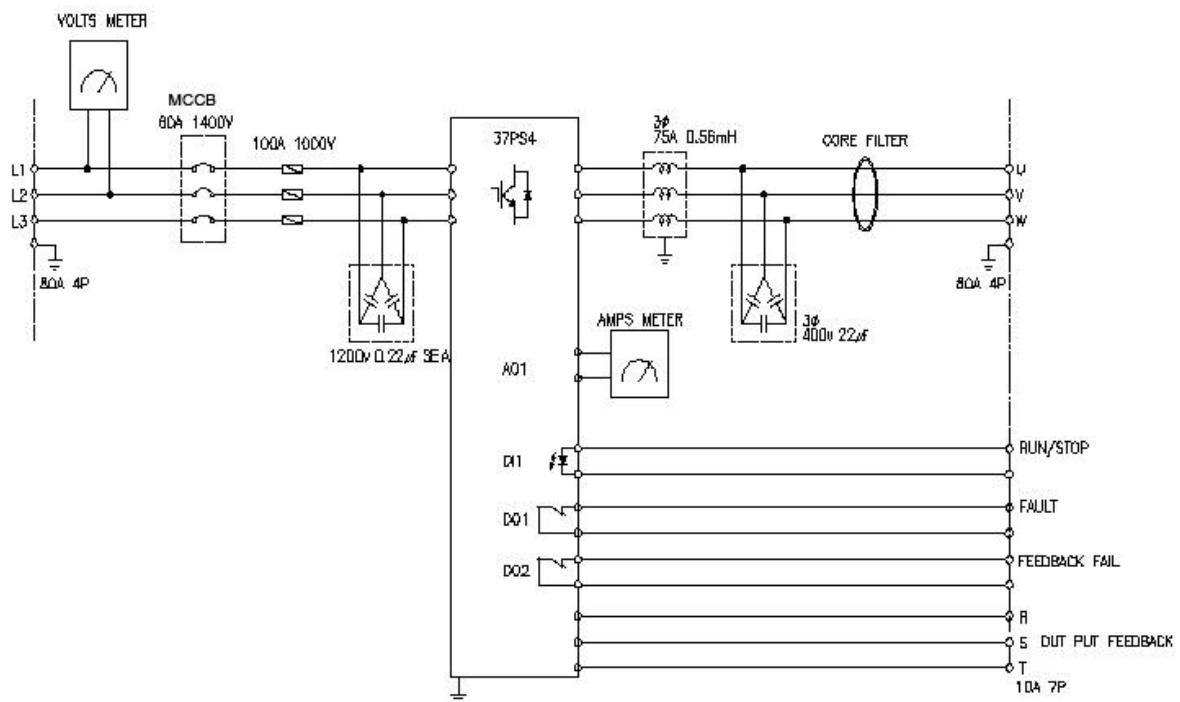 VOLTS METER
MCCB
80A 1400V
100A 1000V
37PS4
3ϕ
75A 0.56mH
CORE FILTER
L1
L2
L3
U
V
W
80A 4P
80A 4P
1200v 0.22μf SEA
AMPS METER
3ϕ
400v 22μf
AO1
DI1
RUN/STOP
DO1
FAULT
DO2
FEEDBACK FAIL
R
S OUT PUT FEEDBACK
T
10A 7P